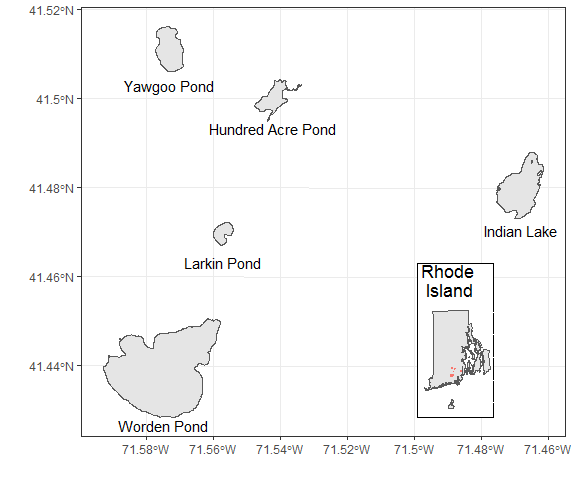 41.52°N
Yawgoo Pond
41.5°N
Hundred Acre Pond
41.48°N
Indian Lake
Larkin Pond
41.46°N
Rhode
Island
41.44°N
Worden Pond
71.58°W 71.56°W 71.54°W 71.52°W 71.5°W 71.48°W 71.46°W